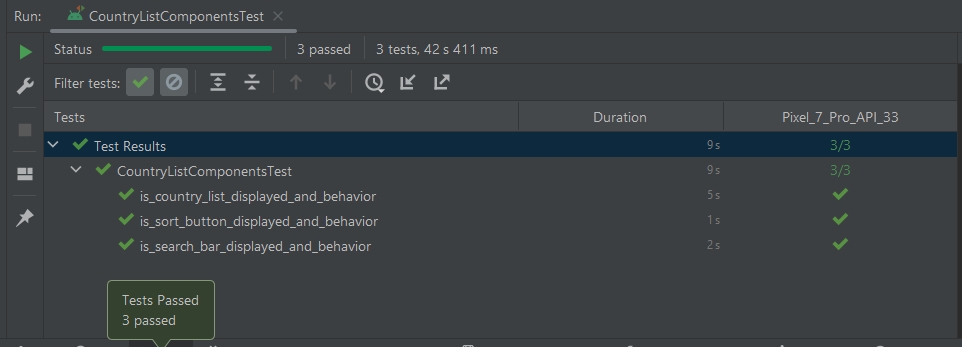 Run: CountryListComponentsTest
Status 3 passed 3 tests, 42 s 411 ms
Filter tests:
Tests Duration Pixel_7_Pro_API_33
Test Results 9 s 3/3
CountryListComponentsTest 9 s 3/3
is_country_list_displayed_and_behavior 5 s
is_sort_button_displayed_and_behavior 1 s
is_search_bar_displayed_and_behavior 2 s
Tests Passed
3 passed